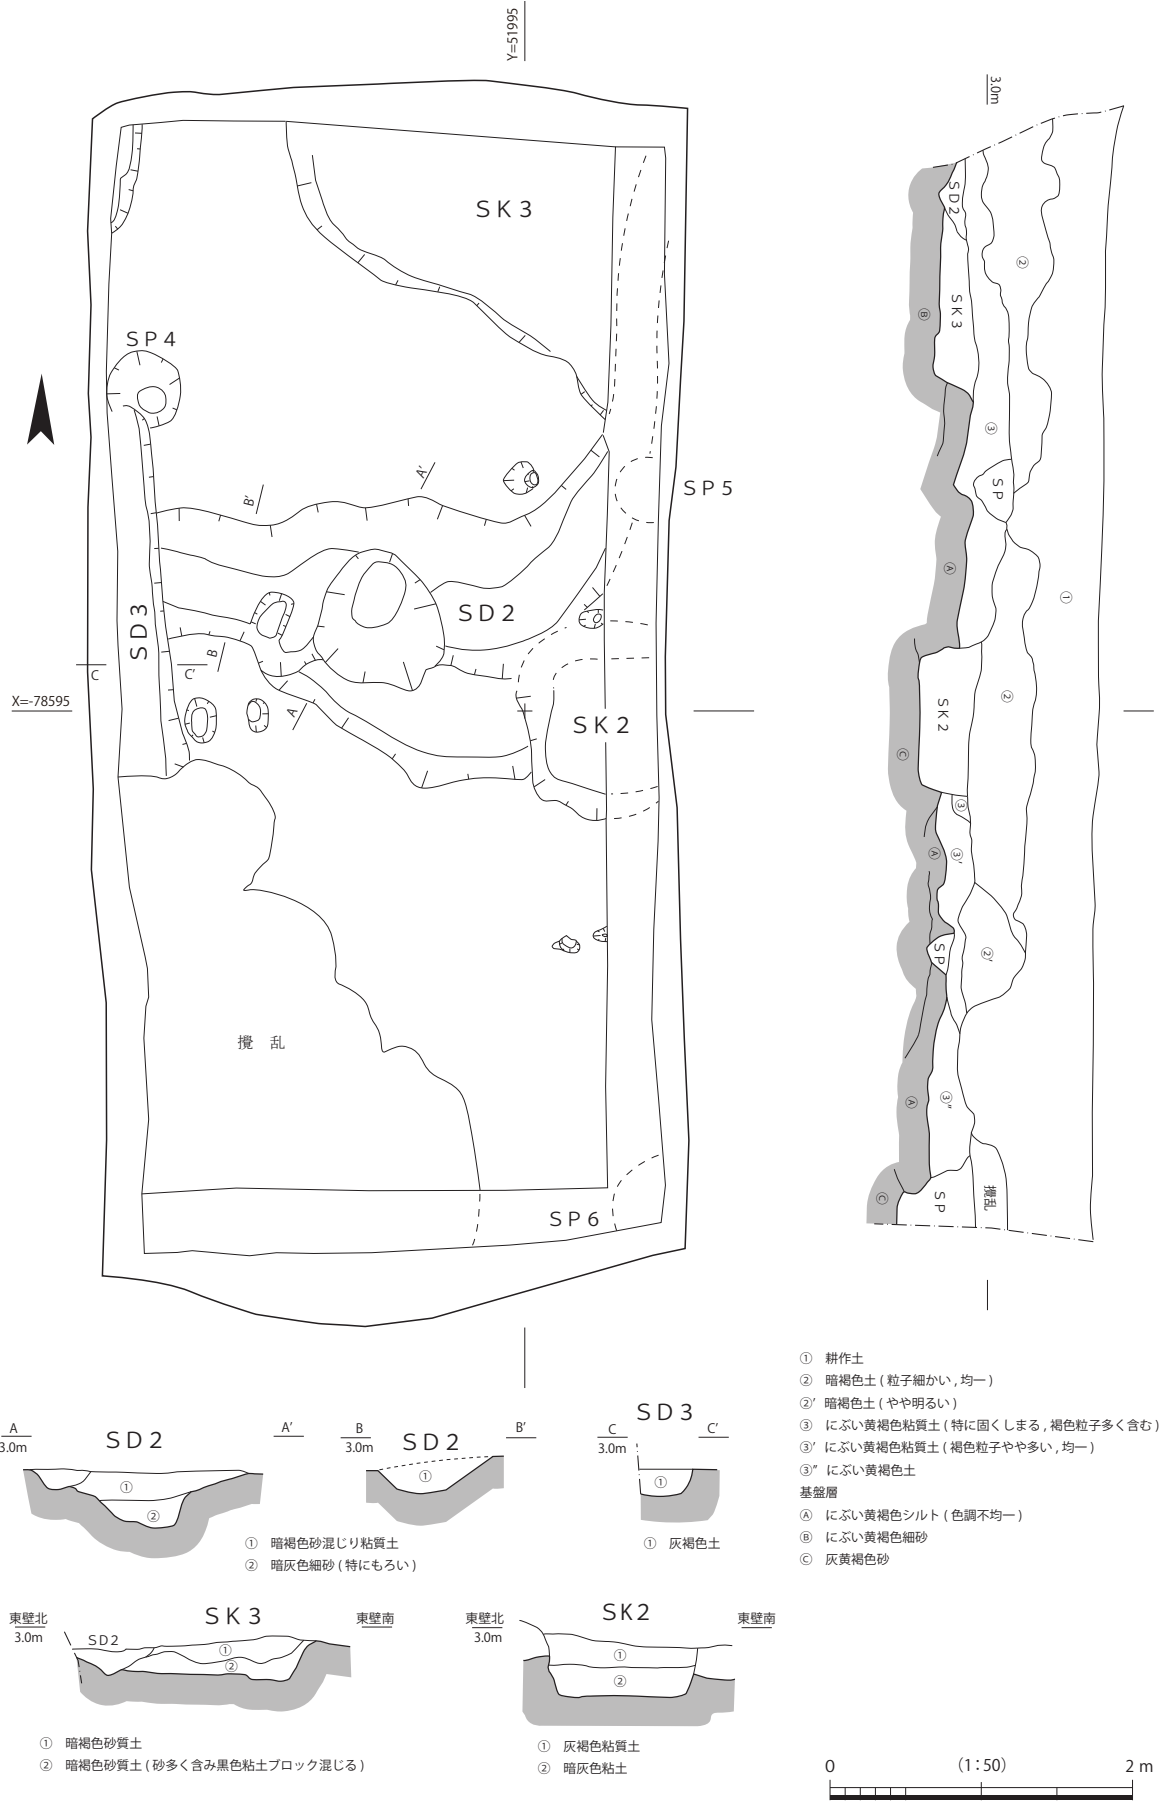 Y=51995
3.0m
SK3
SP4
A'
B'
SP5
SD3
SD2
B
C
C'
A
X=-78595
SK2
攪 乱
SP6
SD2
②
SK3
Ⓑ
③
SP
Ⓐ
①
②
SK2
Ⓒ
③
Ⓐ
③'
SP
②'
Ⓐ
③"
Ⓒ
SP
攪乱
① 耕作土
② 暗褐色土 ( 粒子細かい , 均一 )
②' 暗褐色土 ( やや明るい )
③ にぶい黄褐色粘質土 ( 特に固くしまる , 褐色粒子多く含む )
③' にぶい黄褐色粘質土 ( 褐色粒子やや多い , 均一 )
③" にぶい黄褐色土
基盤層
Ⓐ にぶい黄褐色シルト ( 色調不均一 )
Ⓑ にぶい黄褐色細砂
Ⓒ 灰黄褐色砂
A
3.0m
SD2
A'
①
②
① 暗褐色砂混じり粘質土
② 暗灰色細砂 ( 特にもろい )
B
3.0m
SD2
B'
①
SD3
C
3.0m
C'
①
① 灰褐色土
東壁北
3.0m
SK3
東壁南
SD2
①
②
① 暗褐色砂質土
② 暗褐色砂質土 ( 砂多く含み黒色粘土ブロック混じる )
東壁北
3.0m
SK2
東壁南
①
②
① 灰褐色粘質土
② 暗灰色粘土
0 (1:50) 2 m